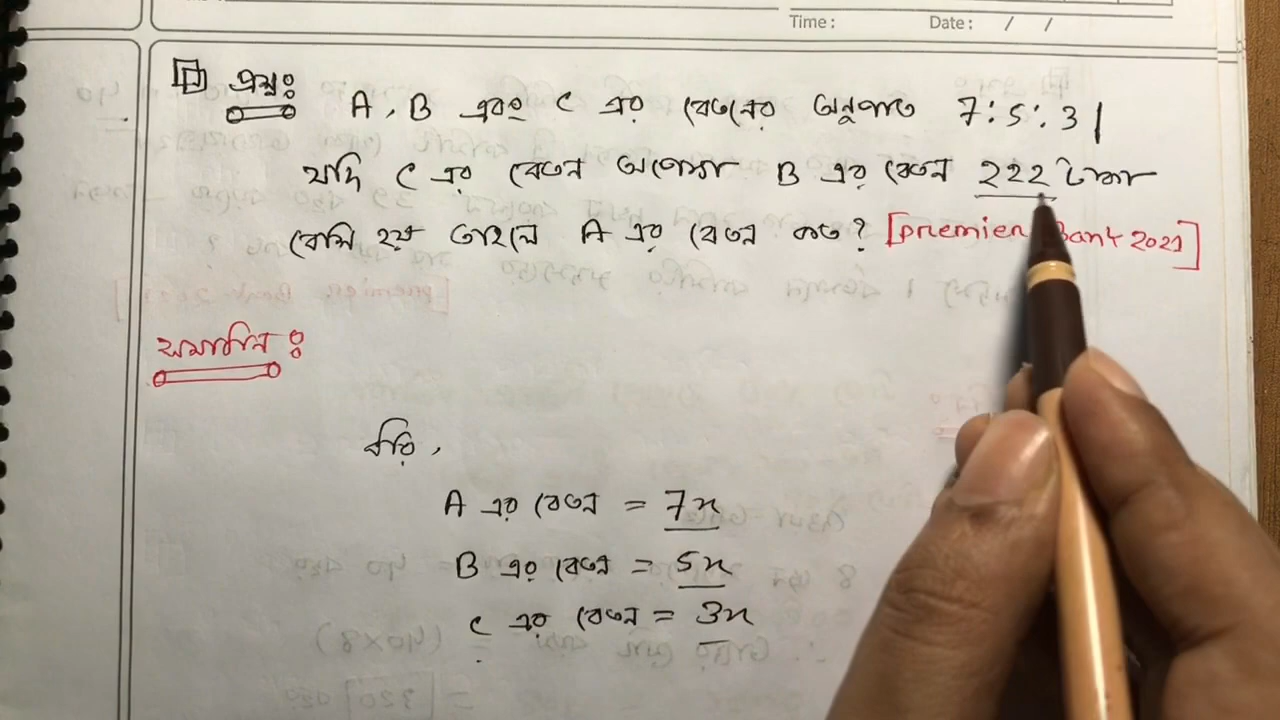 Time : Date : / /
প্রশ্নঃ
A, B এবং C এর বেতনের অনুপাত 7:5:3।
যদি C এর বেতন অপেক্ষা B এর বেতন ২২২ টাকা
বেশি হয় তাহলে A এর বেতন কত? [premier Bank 2021]
সমাধান ঃ
ধরি,
A এর বেতন = 7x
B এর বেতন = 5x
C এর বেতন = 3x